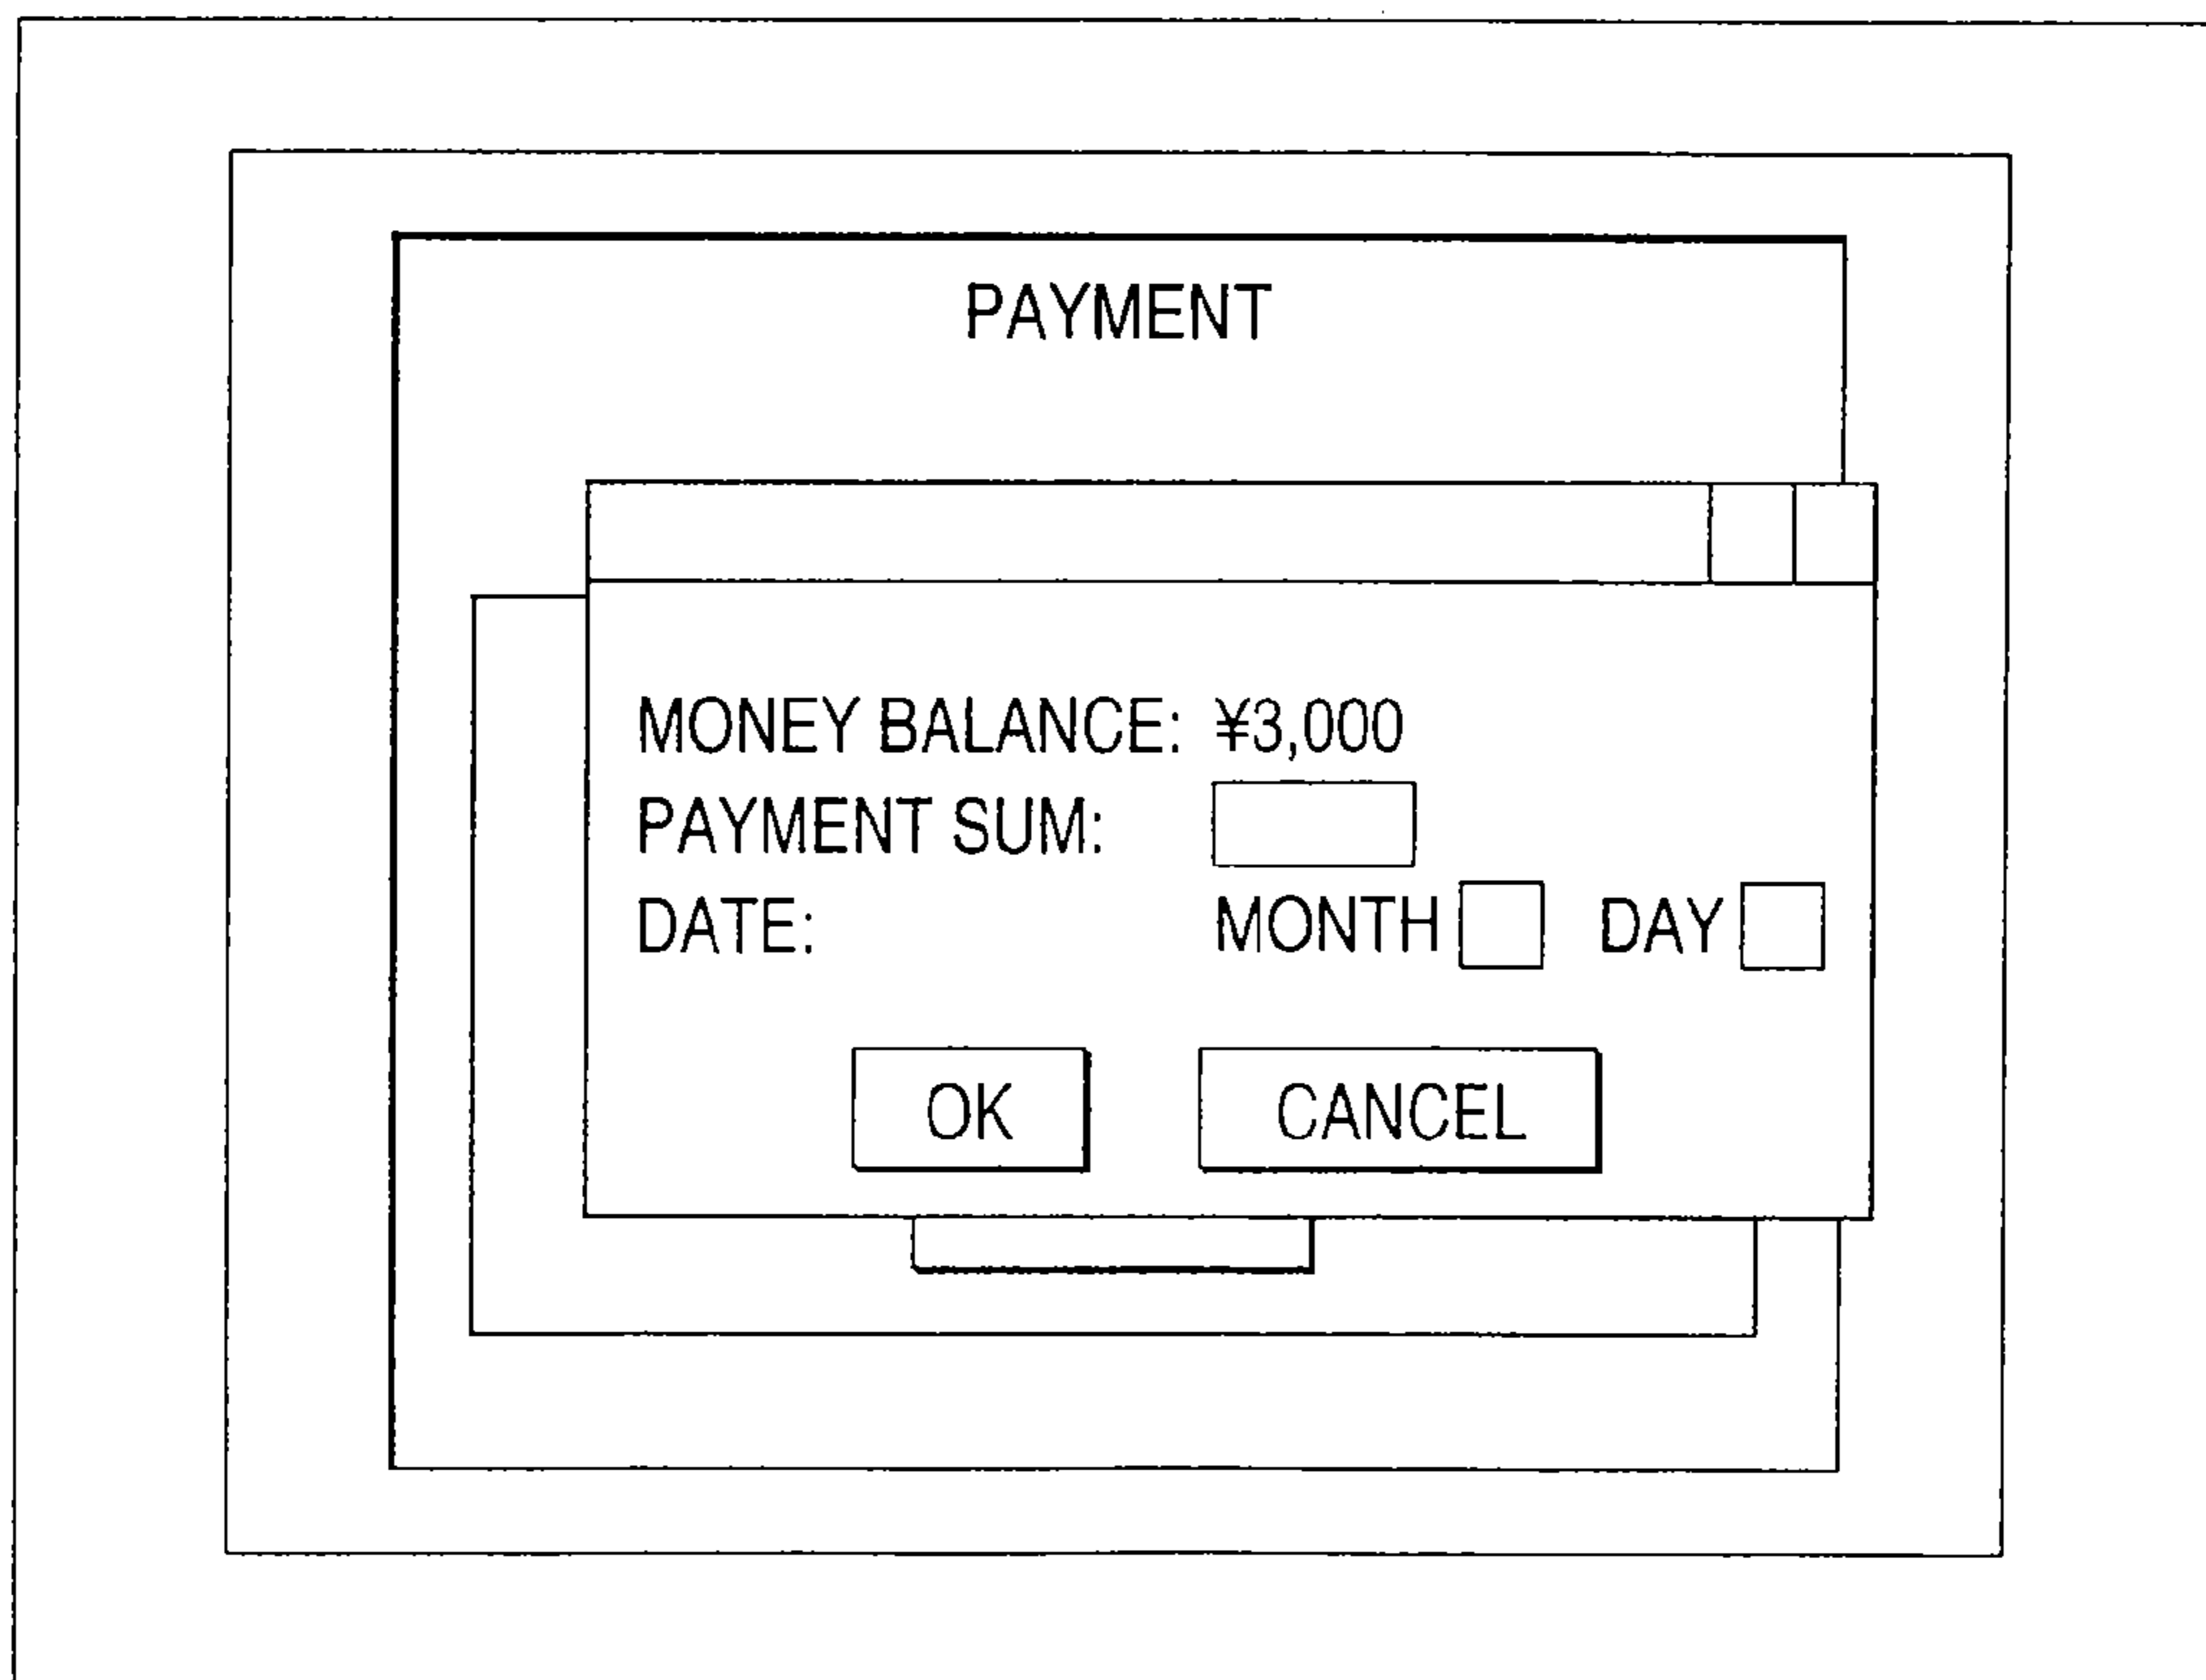 PAYMENT
MONEY BALANCE: ¥3,000
PAYMENT SUM:
DATE: MONTH DAY
OK CANCEL